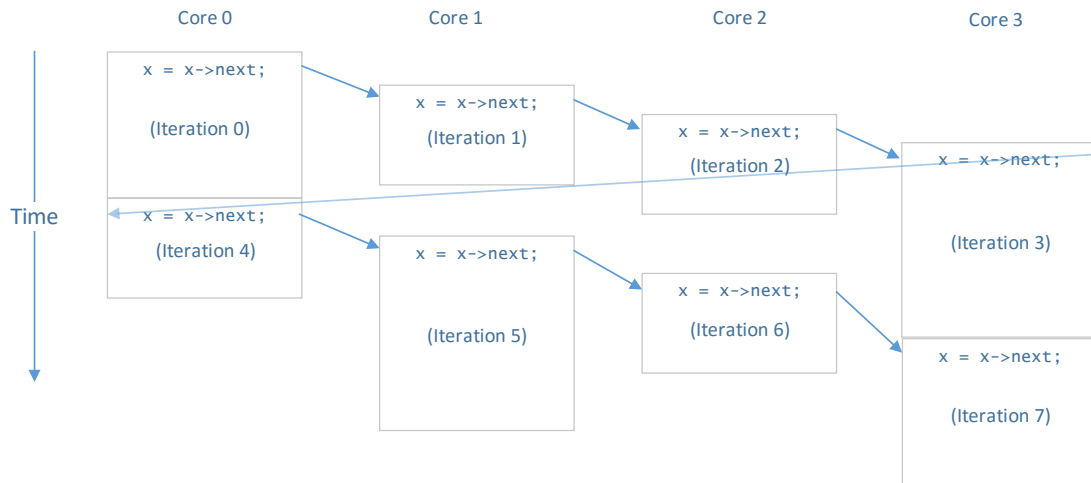 Core 0
Core 1
Core 2
Core 3
x = x->next;
(Iteration 0)
x = x->next;
(Iteration 1)
x = x->next;
(Iteration 2)
x = x->next;
(Iteration 3)
Time
x = x->next;
(Iteration 4)
x = x->next;
(Iteration 5)
x = x->next;
(Iteration 6)
x = x->next;
(Iteration 7)